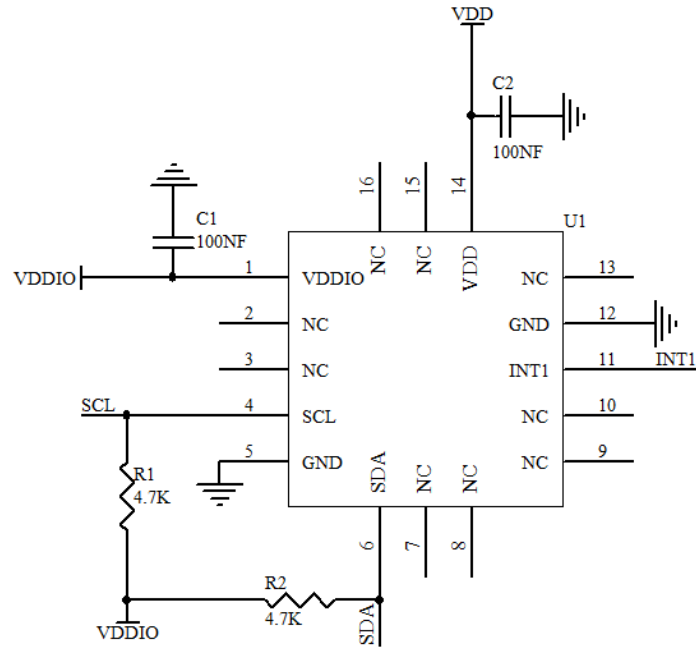 VDD
C2
100NF
16
15
14
U1
C1
100NF
NC
NC
VDD
VDDIO
1
VDDIO
NC
13
2
NC
GND
12
3
NC
INT1
11
INT1
SCL
4
SCL
NC
10
5
GND
NC
9
R1
4.7K
SDA
NC
NC
6
7
8
R2
4.7K
VDDIO
SDA